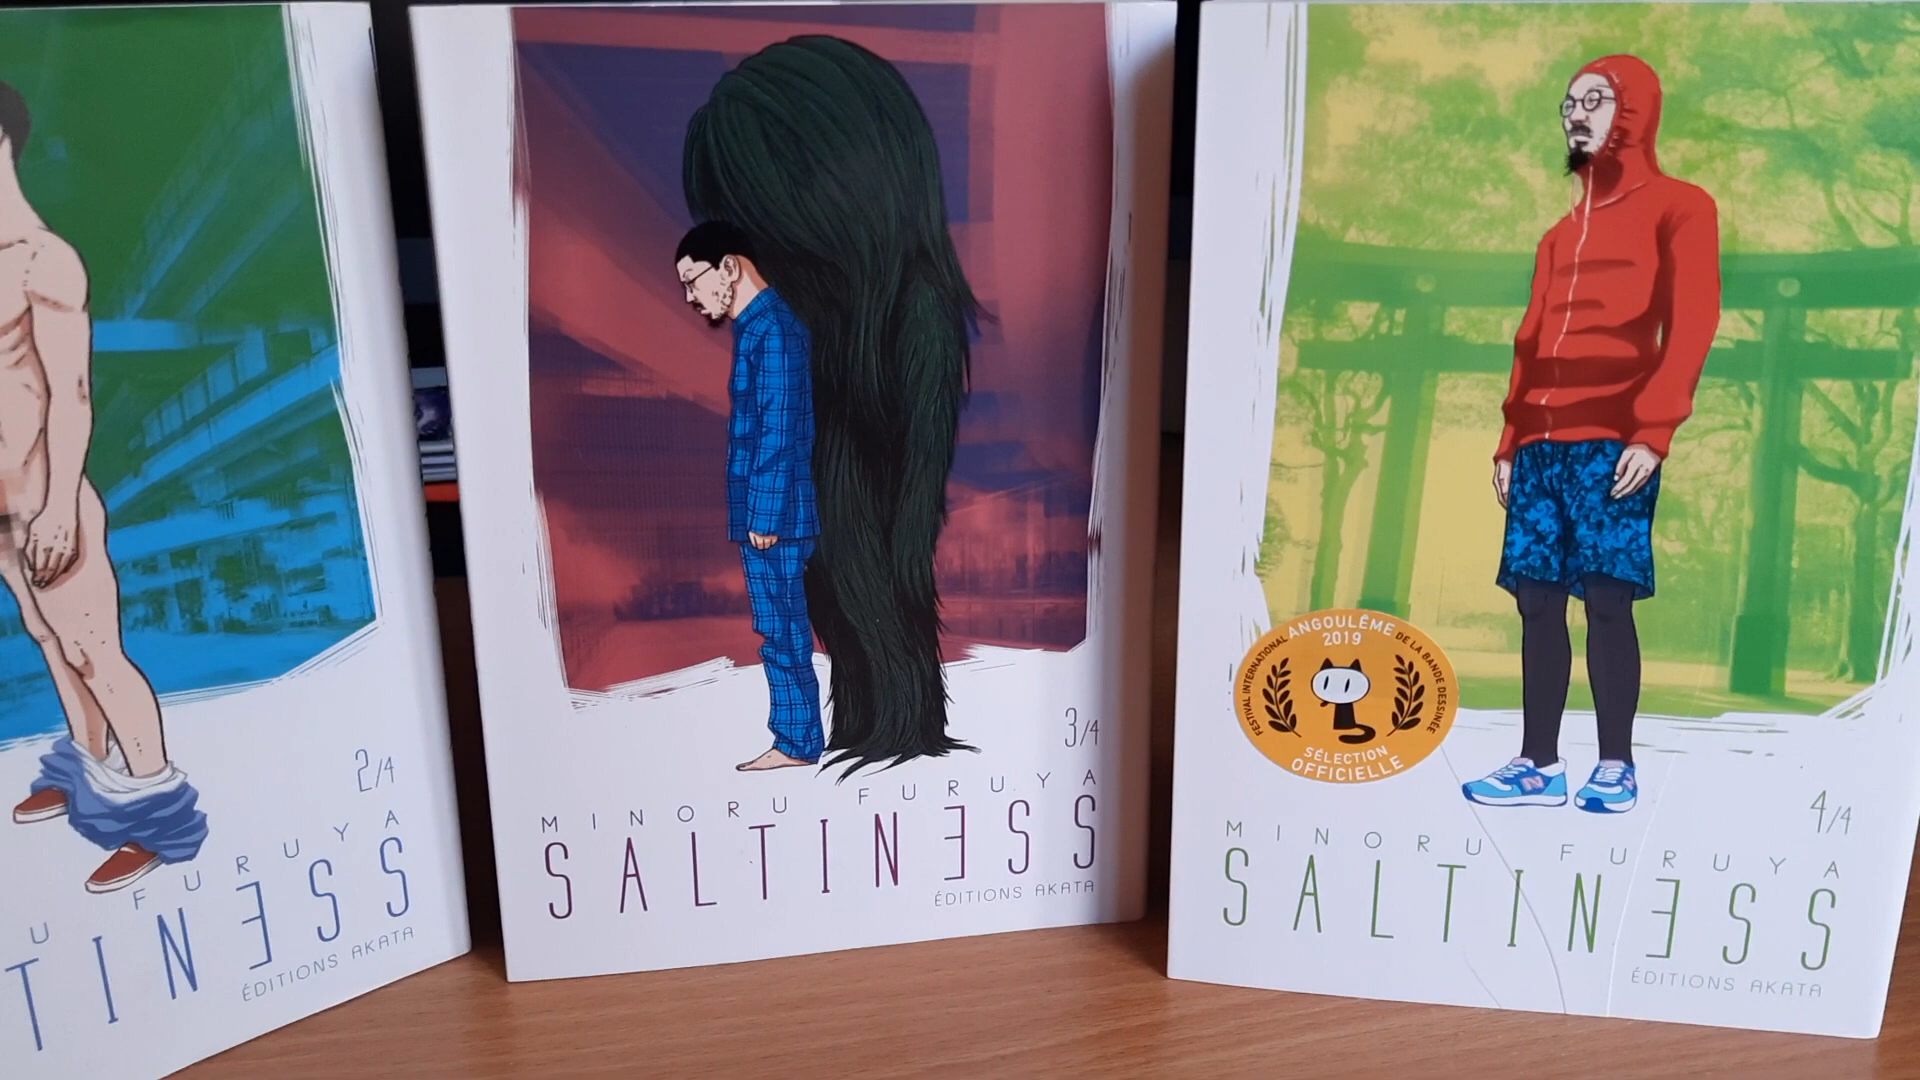 2/4
U FURUYA
TINESS
ÉDITIONS AKATA
3/4
MINORU FURUYA
SALTINESS
ÉDITIONS AKATA
FESTIVAL INTERNATIONAL ANGOULÊME DE LA BANDE DESSINÉE
2019
SÉLECTION
OFFICIELLE
N
N
4/4
MINORU FURUYA
SALTINESS
ÉDITIONS AKATA